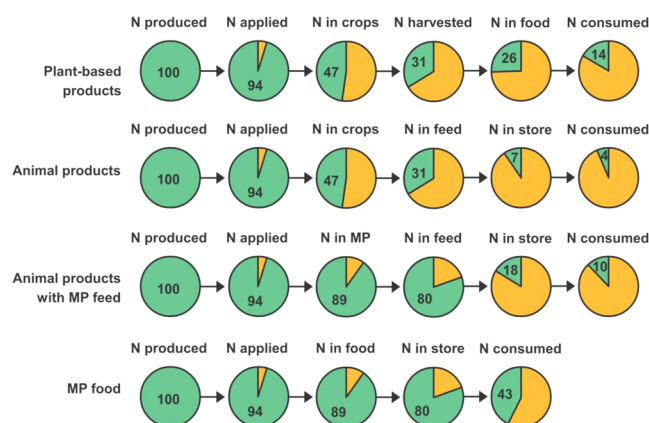 N produced N applied N in crops N harvested N in food N consumed
Plant-based
products
100 94 47 31 26 14
N produced N applied N in crops N in feed N in store N consumed
Animal products
100 94 47 31 7 4
N produced N applied N in MP N in feed N in store N consumed
Animal products
with MP feed
100 94 89 80 18 10
N produced N applied N in food N in store N consumed
MP food
100 94 89 80 43